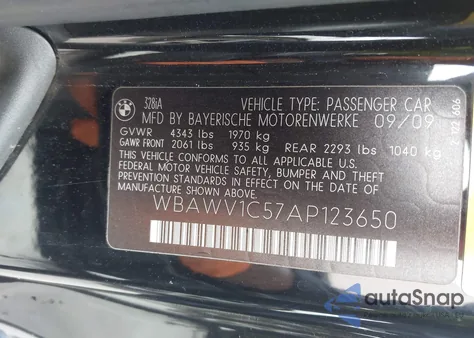 328iA
VEHICLE TYPE: PASSENGER CAR
MFD BY BAYERISCHE MOTORENWERKE 09/09
GVWR 4343 lbs 1970 kg
GAWR FRONT 2061 lbs 935 kg REAR 2293 lbs 1040 kg
THIS VEHICLE CONFORMS TO ALL APPLICABLE U.S.
FEDERAL MOTOR VEHICLE SAFETY, BUMPER AND THEFT
PREVENTION STANDARDS IN EFFECT ON THE DATE OF
MANUFACTURE SHOWN ABOVE.
WBAWV1C57AP123650
autoSnap